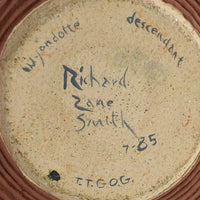 Wyandotte descendant
Richard
Zane
Smith
7-85
T.T.G.O.G.